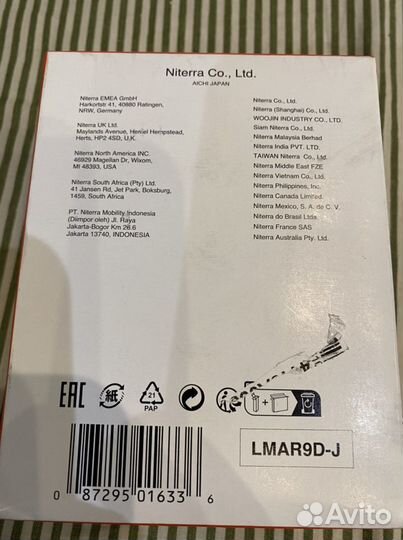 Niterra Co., Ltd.
AICHI JAPAN
Niterra EMEA GmbH
Harkortstr 41, 40880 Ratingen,
NRW, Germany
Niterra UK Ltd.
Maylands Avenue, Hemel Hempstead,
Herts, HP2 4SD, U.K.
Niterra North America INC.
46929 Magellan Dr, Wixom,
MI 48393, USA
Niterra South Africa (Pty) Ltd.
41 Jansen Rd, Jet Park, Boksburg,
1459, South Africa
PT. Niterra Mobility Indonesia
(Diimpor oleh) Jl. Raya
Jakarta-Bogor Km 26.6
Jakarta 13740, INDONESIA
Niterra Co., Ltd.
Niterra (Shanghai) Co., Ltd.
WOOJIN INDUSTRY CO., LTD.
Siam Niterra Co., Ltd.
Niterra Malaysia Berhad
Niterra India PVT. LTD.
TAIWAN Niterra Co., Ltd.
Niterra Middle East FZE
Niterra Vietnam Co., Ltd.
Niterra Philippines, Inc.
Niterra Canada Limited.
Niterra Mexico, S. A. de C. V.
Niterra do Brasil Ltda.
Niterra France SAS
Niterra Australia Pty. Ltd.
EAC
紙
21
PAP
+
LMAR9D-J
0 87295 01633 6
Avito